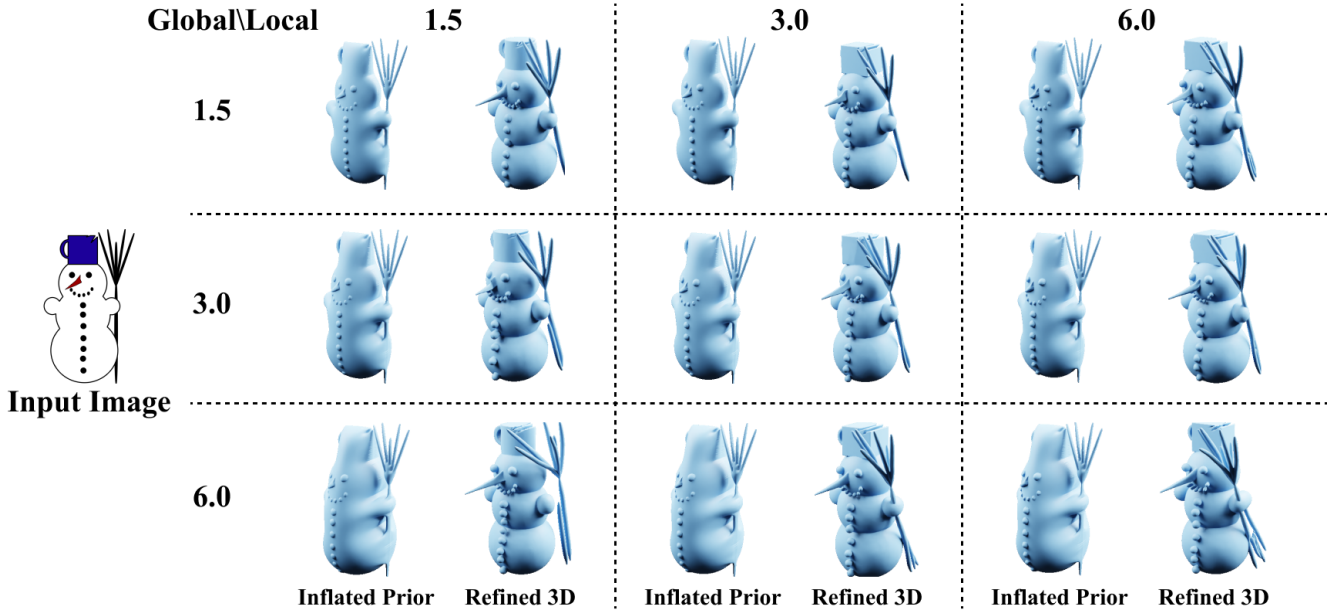 Global\Local 1.5 3.0 6.0
1.5
3.0
Input Image
6.0
Inflated Prior Refined 3D Inflated Prior Refined 3D Inflated Prior Refined 3D